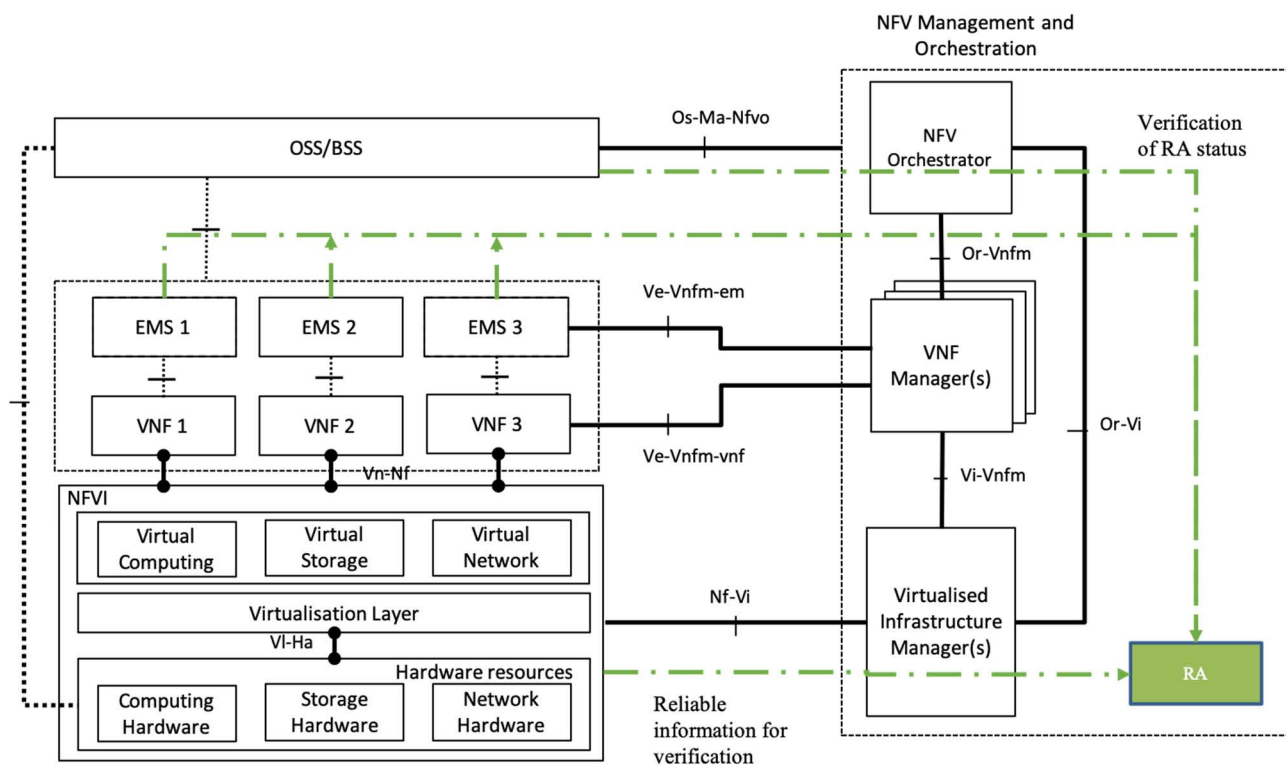 NFV Management and
Orchestration
Os-Ma-Nfvo
OSS/BSS
NFV
Orchestrator
Verification
of RA status
Or-Vnfm
Ve-Vnfm-em
EMS 1
EMS 2
EMS 3
VNF
Manager(s)
VNF 1
VNF 2
VNF 3
Or-Vi
Ve-Vnfm-vnf
Vn-Nf
Vi-Vnfm
NFVI
Virtual
Computing
Virtual
Storage
Virtual
Network
Virtualisation Layer
Nf-Vi
Virtualised
Infrastructure
Manager(s)
Vl-Ha
Hardware resources
RA
Computing
Hardware
Storage
Hardware
Network
Hardware
Reliable
information for
verification